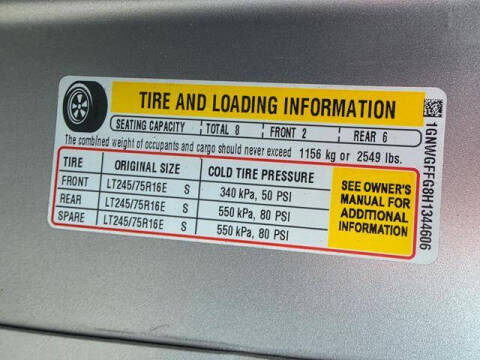 TIRE AND LOADING INFORMATION
SEATING CAPACITY TOTAL 8 FRONT 2 REAR 6
The combined weight of occupants and cargo should never exceed 1156 kg or 2549 lbs.
TIRE ORIGINAL SIZE COLD TIRE PRESSURE
FRONT LT245/75R16E S 340 kPa, 50 PSI
REAR LT245/75R16E S 550 kPa, 80 PSI
SPARE LT245/75R16E S 550 kPa, 80 PSI
SEE OWNER'S
MANUAL FOR
ADDITIONAL
INFORMATION
1GNWGFFG8H1344606